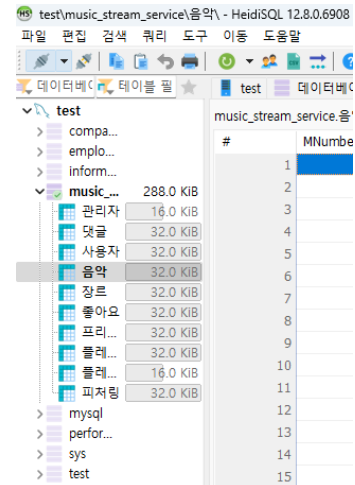 test\music_stream_service\음악\ - HeidiSQL 12.8.0.6908
파일 편집 검색 쿼리 도구 이동 도움말
데이터베 테이블 필 test 데이터베
test music_stream_service.음
compa... # MNumbe
emplo... 1
inform... 2
music_... 288.0 KiB
관리자 16.0 KiB 3
댓글 32.0 KiB 4
사용자 32.0 KiB 5
음악 32.0 KiB 6
장르 32.0 KiB 7
좋아요 32.0 KiB 8
프리... 32.0 KiB 9
플레... 32.0 KiB 10
플레... 16.0 KiB 11
피처링 32.0 KiB
mysql 12
perfor... 13
sys 14
test 15